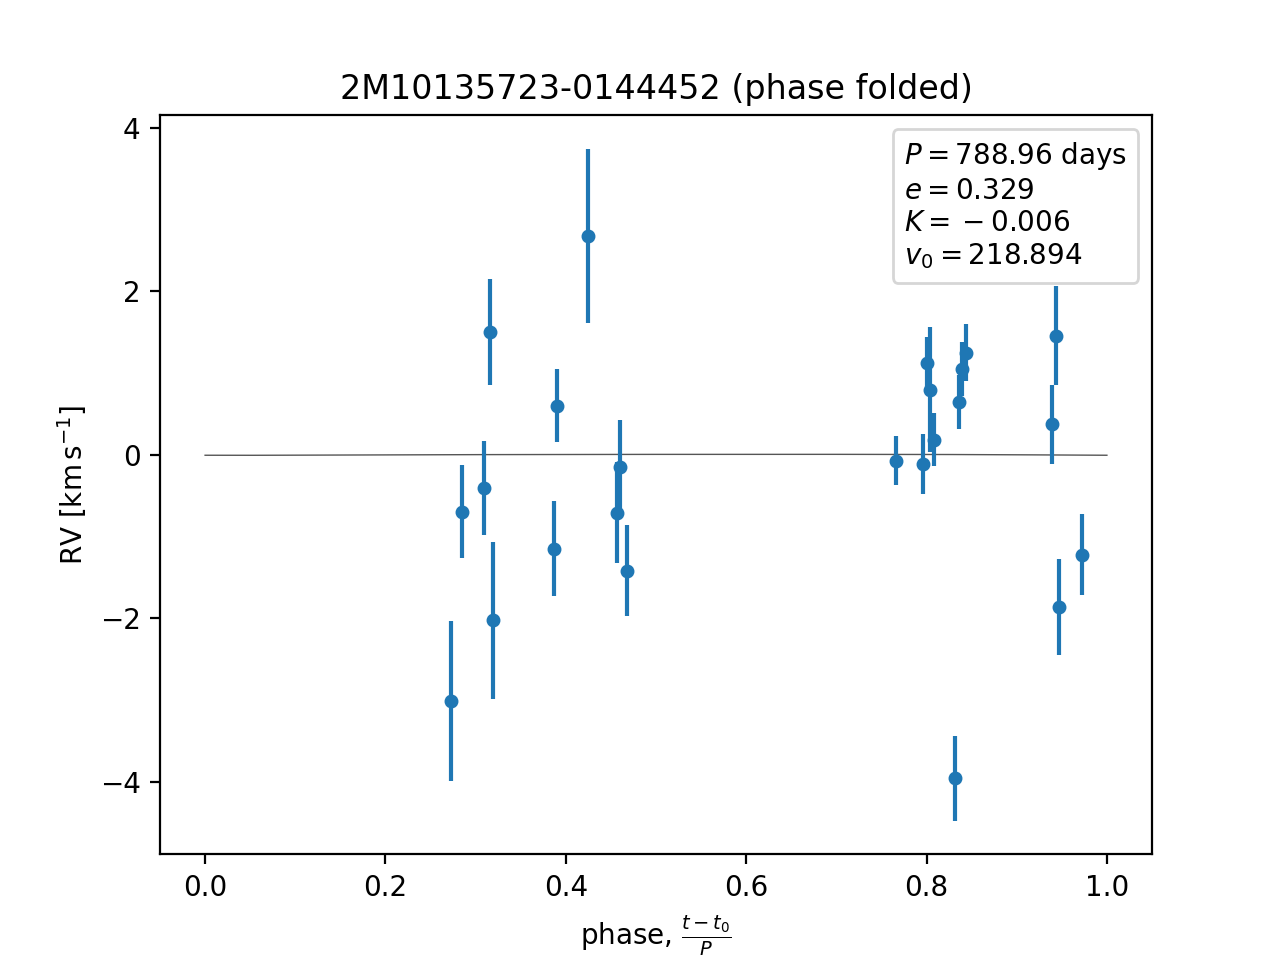 2M10135723-0144452 (phase folded)
P = 788.96 days
e = 0.329
K = −0.006
v₀ = 218.894
RV [km s⁻¹]
4
2
0
−2
−4
0.0 0.2 0.4 0.6 0.8 1.0
phase, (t − t₀)/P